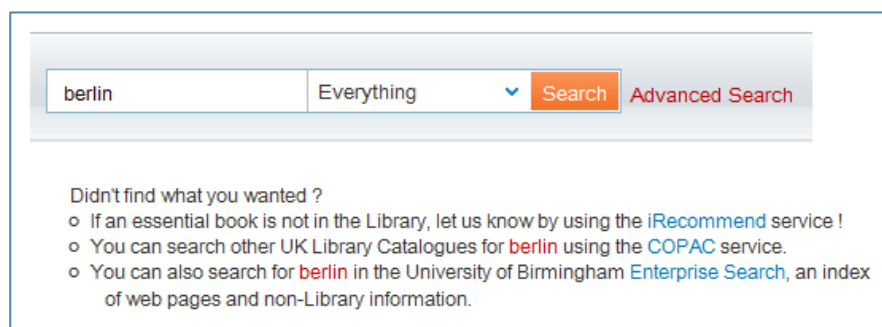 berlin Everything Search Advanced Search
Didn't find what you wanted ?
If an essential book is not in the Library, let us know by using the iRecommend service !
You can search other UK Library Catalogues for berlin using the COPAC service.
You can also search for berlin in the University of Birmingham Enterprise Search, an index
of web pages and non-Library information.